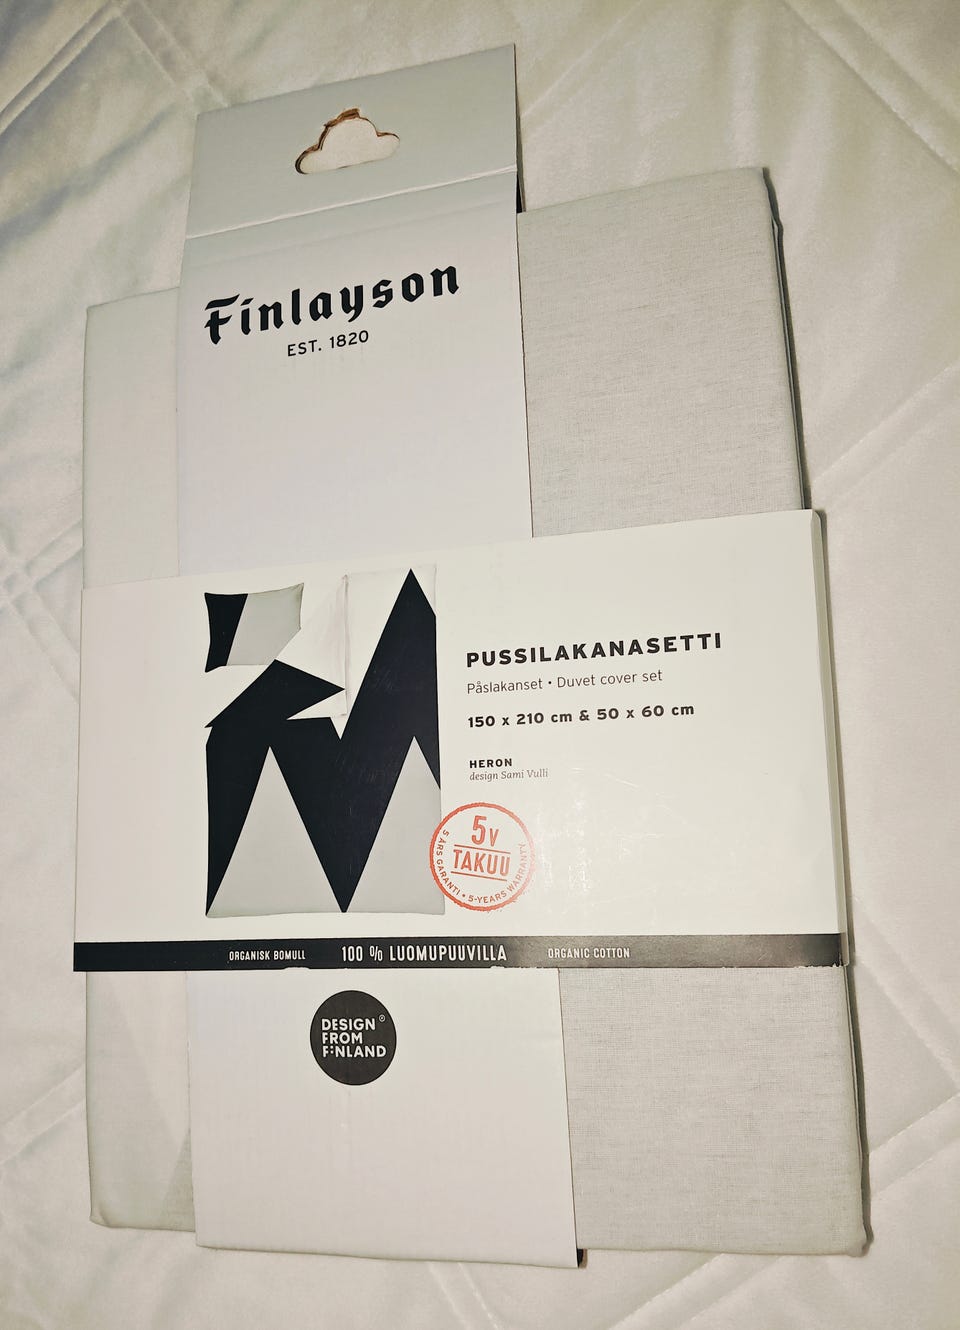 Finlayson
EST. 1820
PUSSILAKANASETTI
Påslakanset • Duvet cover set
150 x 210 cm & 50 x 60 cm
HERON
design Sami Vulli
5V
TAKUU
5 ÅRS GARANTI • 5-YEARS WARRANTY
ORGANISK BOMULL 100 % LUOMUPUUVILLA ORGANIC COTTON
DESIGN ®
FROM
FINLAND